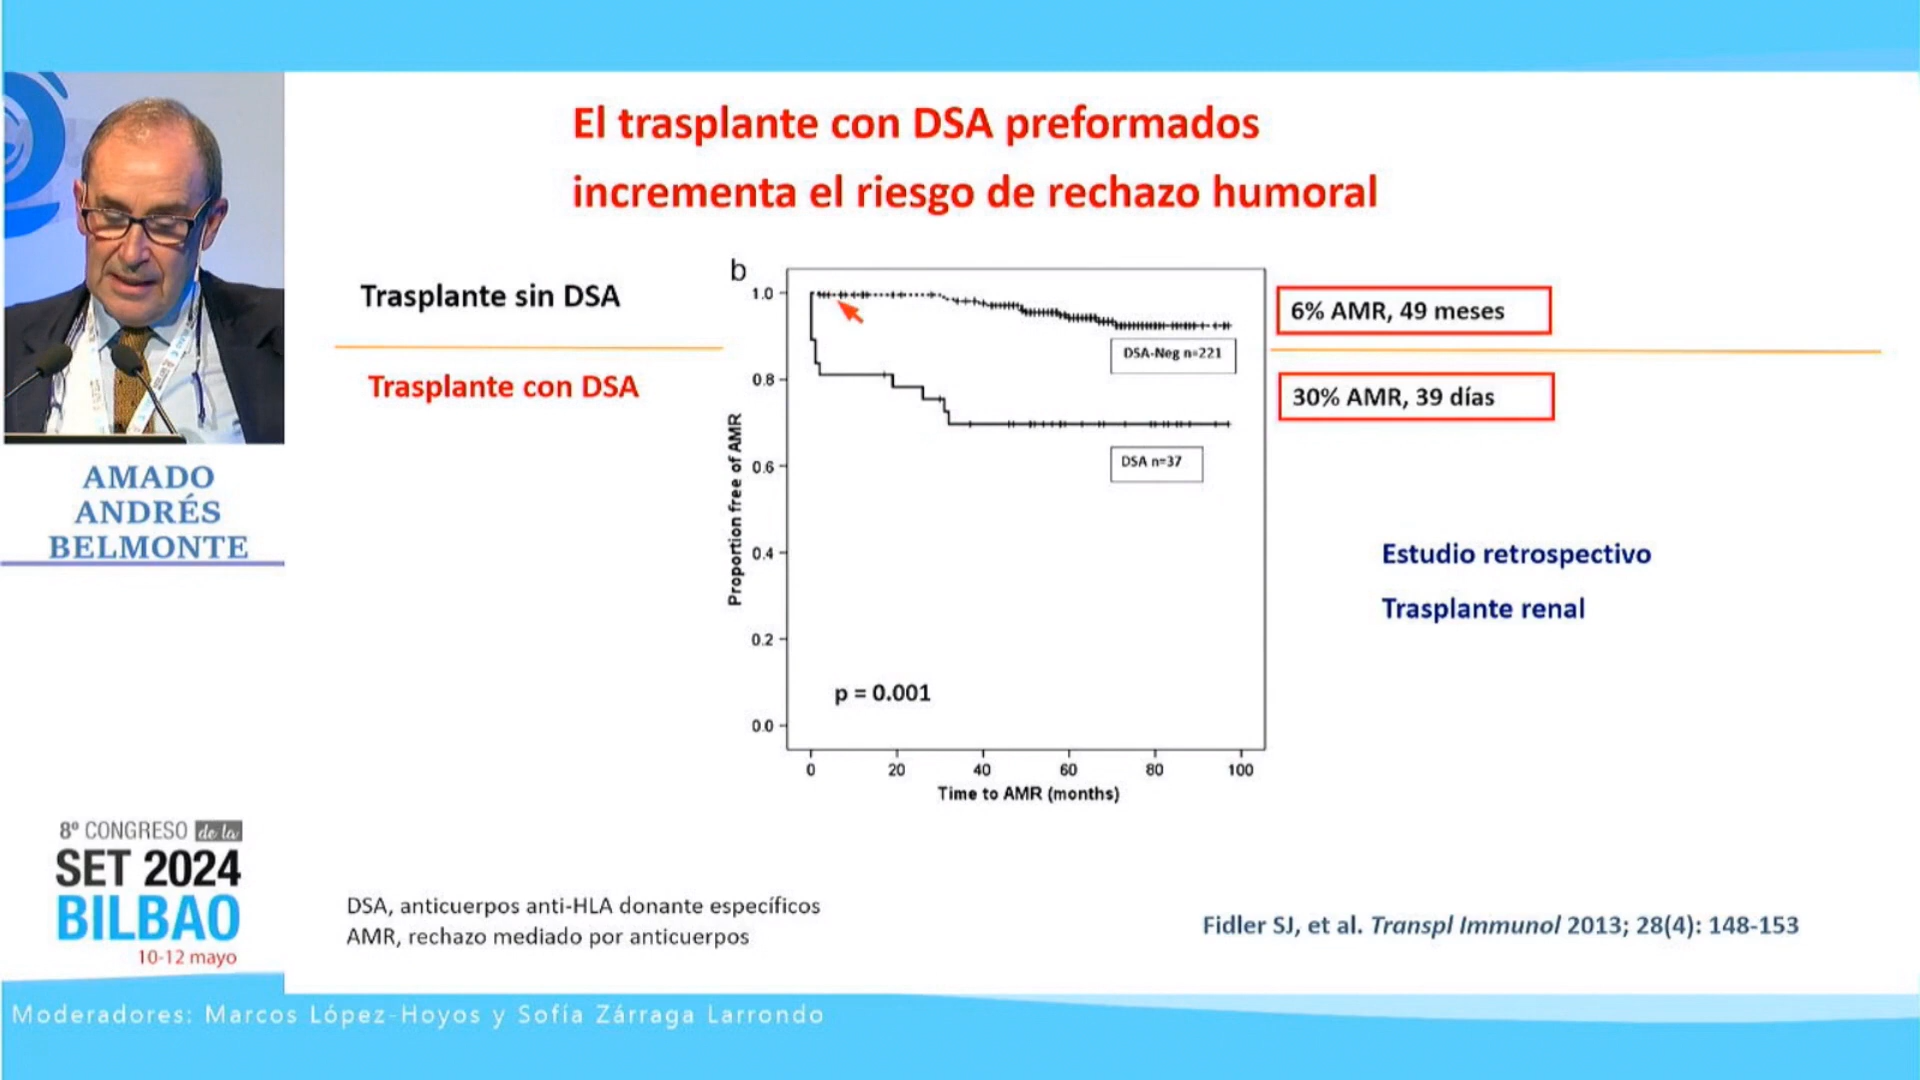 El trasplante con DSA preformados
incrementa el riesgo de rechazo humoral
Trasplante sin DSA
Trasplante con DSA
b
1.0
0.8
0.6
0.4
0.2
0.0
Proportion free of AMR
DSA-Neg n=221
DSA n=37
p = 0.001
0 20 40 60 80 100
Time to AMR (months)
6% AMR, 49 meses
30% AMR, 39 días
Estudio retrospectivo
Trasplante renal
AMADO
ANDRÉS
BELMONTE
8º CONGRESO de la
SET 2024
BILBAO
10-12 mayo
DSA, anticuerpos anti-HLA donante específicos
AMR, rechazo mediado por anticuerpos
Fidler SJ, et al. Transpl Immunol 2013; 28(4): 148-153
Moderadores: Marcos López-Hoyos y Sofía Zárraga Larrondo